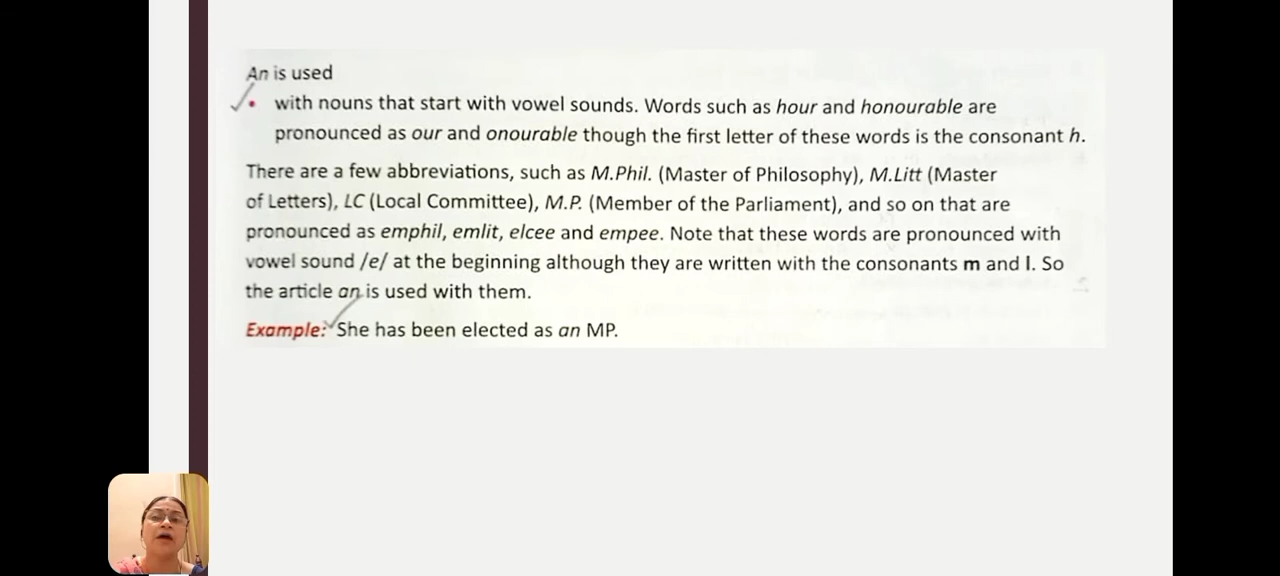 An is used
• with nouns that start with vowel sounds. Words such as hour and honourable are
pronounced as our and onourable though the first letter of these words is the consonant h.
There are a few abbreviations, such as M.Phil. (Master of Philosophy), M.Litt (Master
of Letters), LC (Local Committee), M.P. (Member of the Parliament), and so on that are
pronounced as emphil, emlit, elcee and empee. Note that these words are pronounced with
vowel sound /e/ at the beginning although they are written with the consonants m and l. So
the article an is used with them.
Example: She has been elected as an MP.